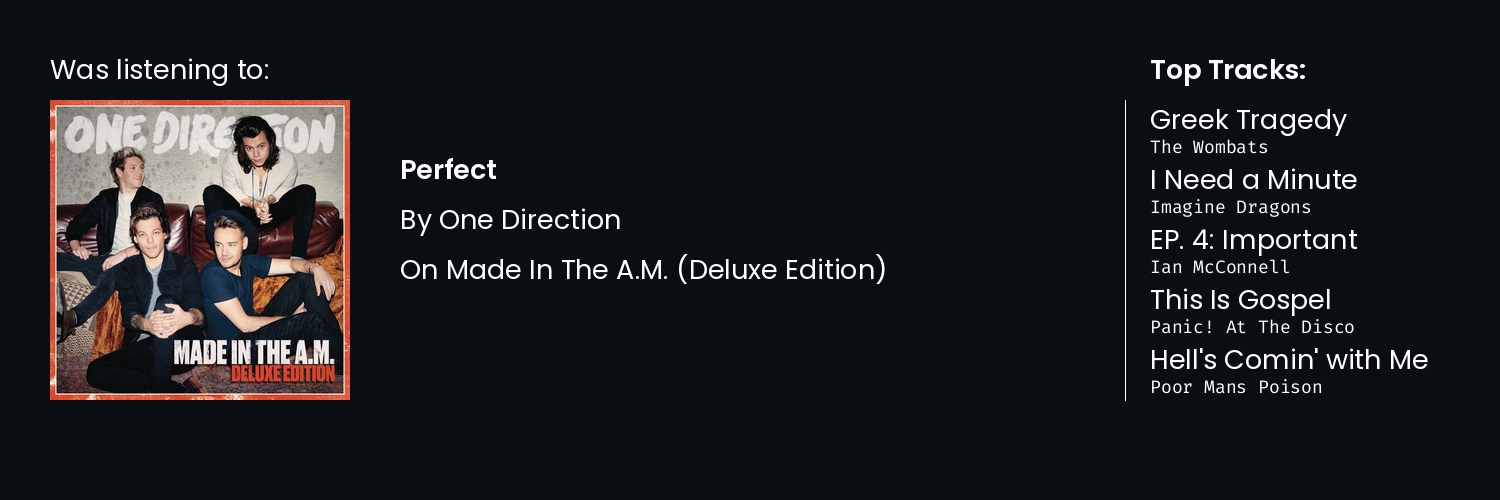 Was listening to:
ONE DIRECTION
MADE IN THE A.M.
DELUXE EDITION
Perfect
By One Direction
On Made In The A.M. (Deluxe Edition)
Top Tracks:
Greek Tragedy
The Wombats
I Need a Minute
Imagine Dragons
EP. 4: Important
Ian McConnell
This Is Gospel
Panic! At The Disco
Hell's Comin' with Me
Poor Mans Poison